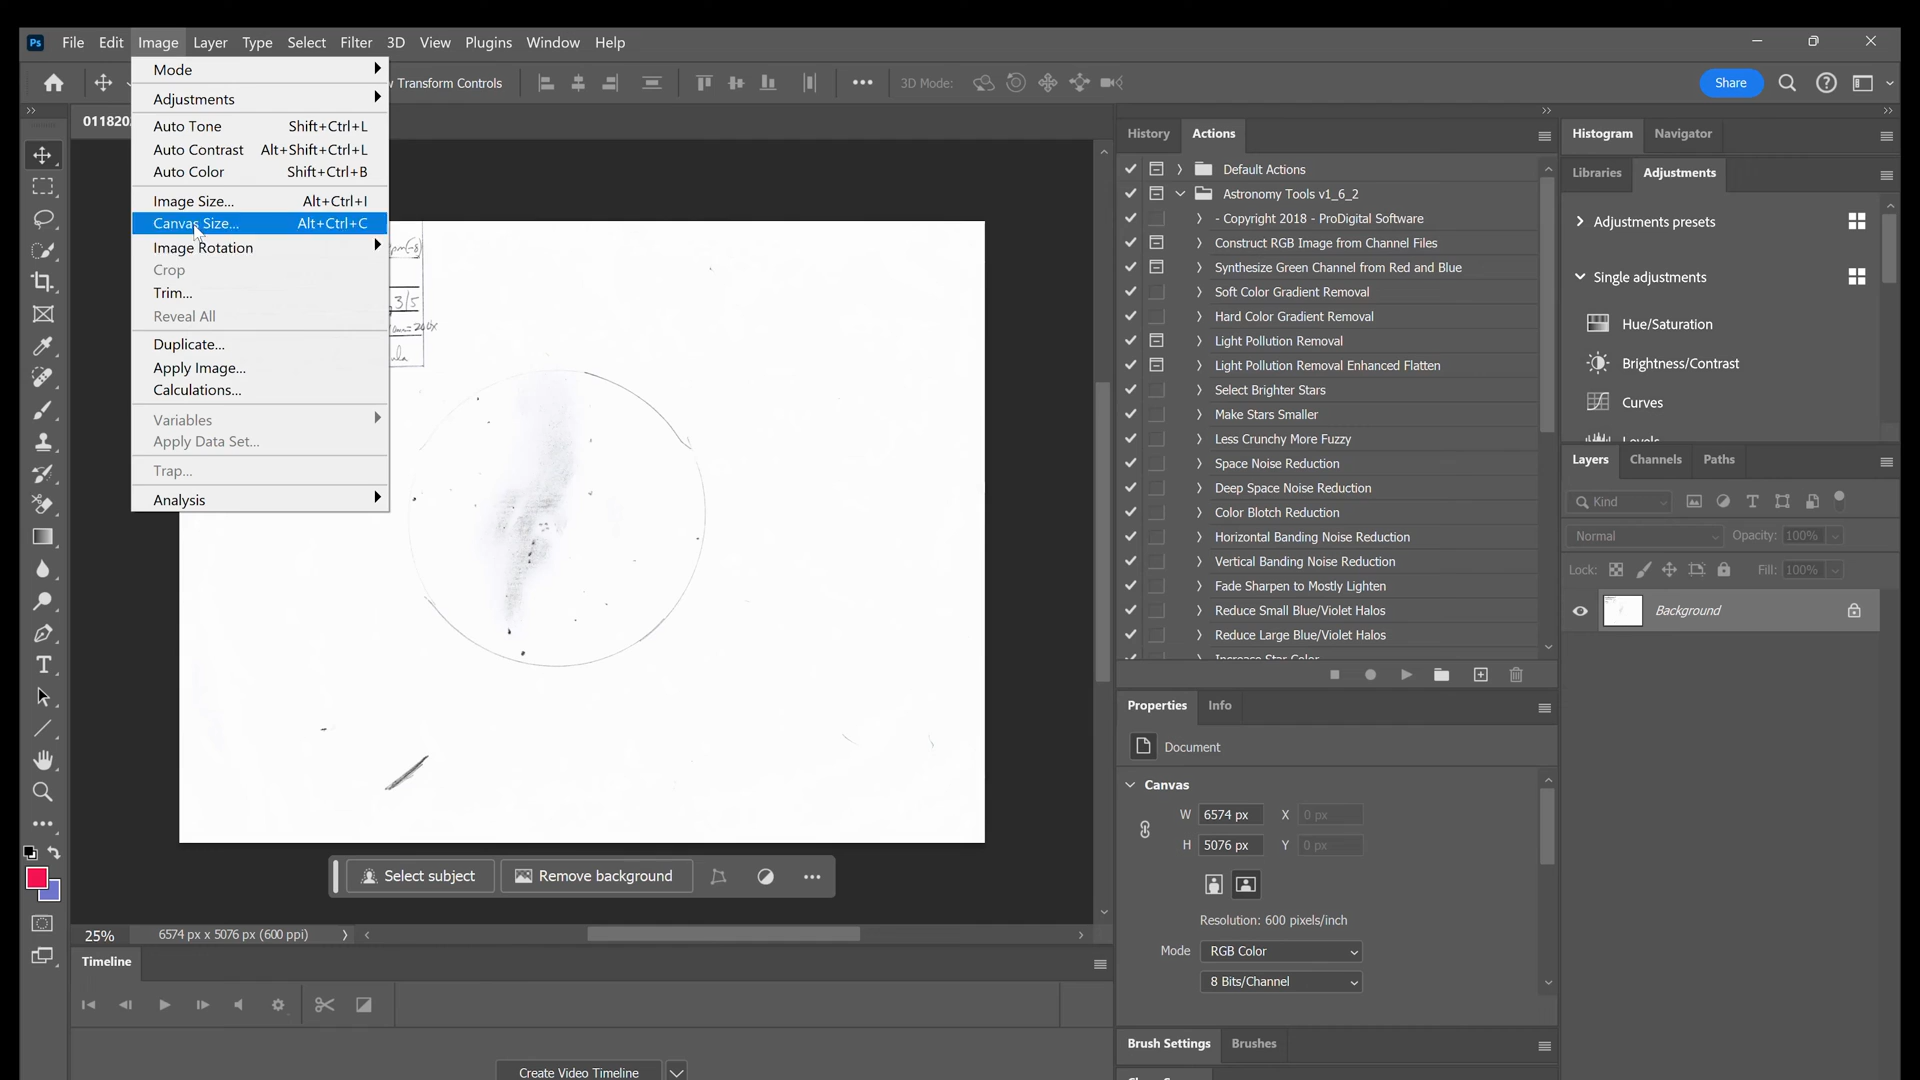 Ps File Edit Image Layer Type Select Filter 3D View Plugins Window Help
Transform Controls 3D Mode: Share
Mode
Adjustments
Auto Tone Shift+Ctrl+L
Auto Contrast Alt+Shift+Ctrl+L
Auto Color Shift+Ctrl+B
Image Size... Alt+Ctrl+I
Canvas Size... Alt+Ctrl+C
Image Rotation
Crop
Trim...
Reveal All
Duplicate...
Apply Image...
Calculations...
Variables
Apply Data Set...
Trap...
Analysis
3/5
Select subject Remove background
25% 6574 px x 5076 px (600 ppi)
Timeline
Create Video Timeline
History Actions
Default Actions
Astronomy Tools v1_6_2
- Copyright 2018 - ProDigital Software
Construct RGB Image from Channel Files
Synthesize Green Channel from Red and Blue
Soft Color Gradient Removal
Hard Color Gradient Removal
Light Pollution Removal
Light Pollution Removal Enhanced Flatten
Select Brighter Stars
Make Stars Smaller
Less Crunchy More Fuzzy
Space Noise Reduction
Deep Space Noise Reduction
Color Blotch Reduction
Horizontal Banding Noise Reduction
Vertical Banding Noise Reduction
Fade Sharpen to Mostly Lighten
Reduce Small Blue/Violet Halos
Reduce Large Blue/Violet Halos
Increase Star Color
Properties Info
Document
Canvas
W 6574 px X 0 px
H 5076 px Y 0 px
Resolution: 600 pixels/inch
Mode RGB Color
8 Bits/Channel
Brush Settings Brushes
Histogram Navigator
Libraries Adjustments
Adjustments presets
Single adjustments
Hue/Saturation
Brightness/Contrast
Curves
Levels
Layers Channels Paths
Kind
Normal Opacity: 100%
Lock: Fill: 100%
Background